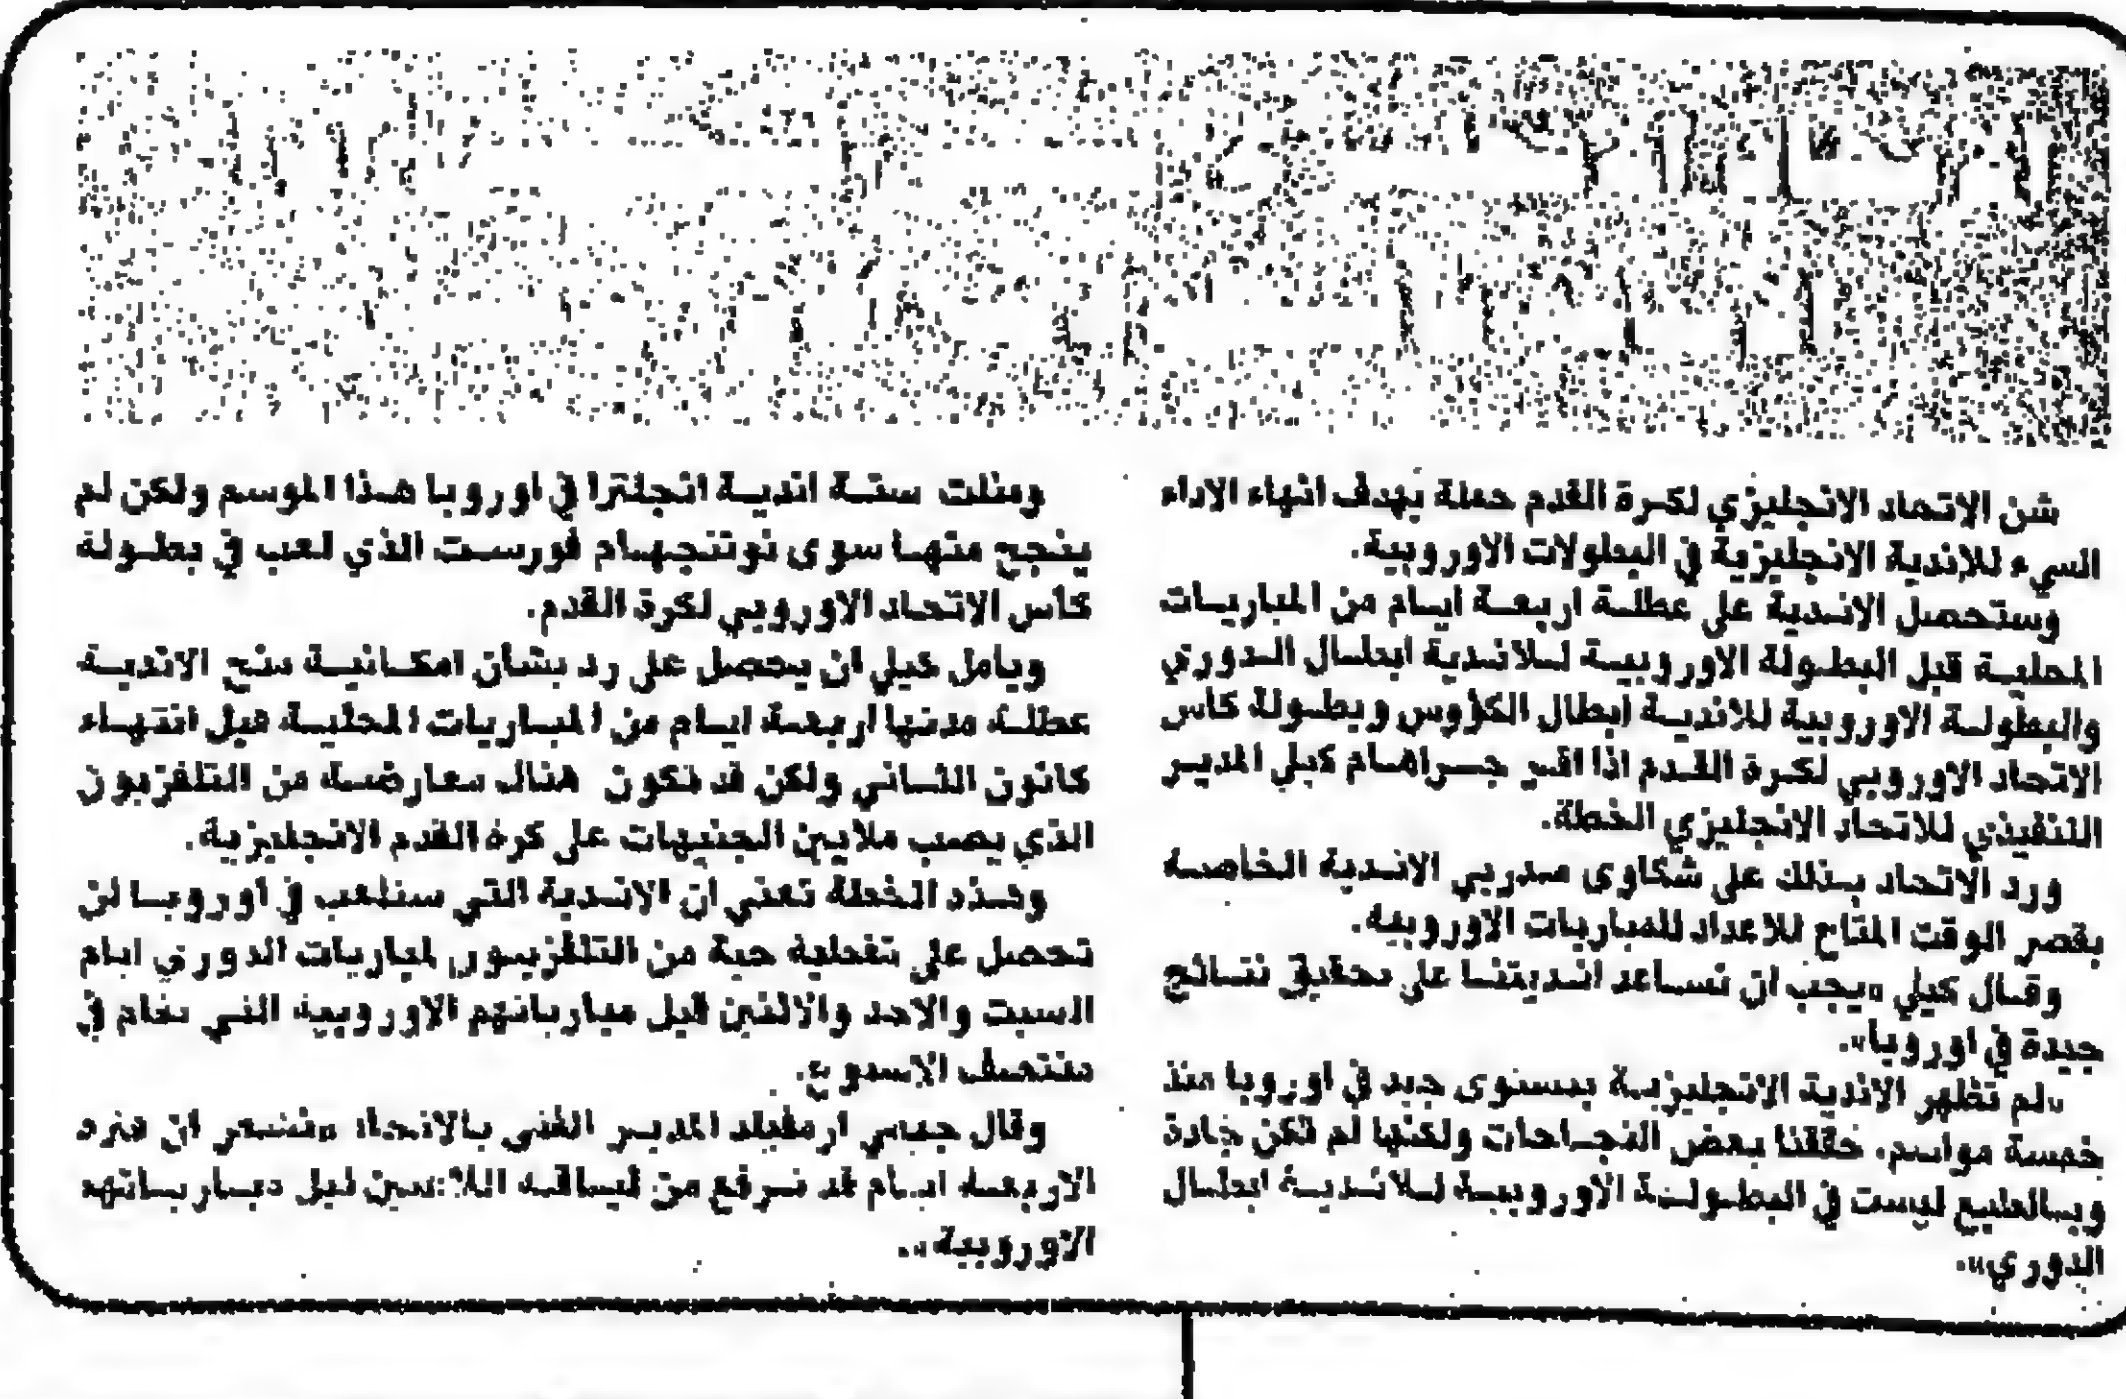 شن الاتحاد الانجليزي لكرة القدم حملة بهدف انهاء الاداء
السيء للاندية الانجليزية في البطولات الاوروبية.
وستحصل الاندية على عطلة اربعة ايام من المباريات
المحلية قبل البطولة الاوروبية للاندية ابطال الدوري
والبطولة الاوروبية للاندية ابطال الكؤوس وبطولة كاس
الاتحاد الاوروبي لكرة القدم اذا اقر جراهام كيلي المدير
التنفيذي للاتحاد الانجليزي الخطة.
ورد الاتحاد بذلك على شكاوى مدربي الاندية الخاصة
بقصر الوقت المتاح للاعداد للمباريات الاوروبية.
وقال كيلي «يجب ان نساعد انديتنا على تحقيق نتائج
جيدة في اوروبا».
«لم تظهر الاندية الانجليزية بمستوى جيد في اوروبا منذ
خمسة مواسم. حققنا بعض النجاحات ولكنها لم تكن جادة
وبالطبع ليست في البطولة الاوروبية للاندية ابطال
الدوري».
ومثلت ستة اندية انجلترا في اوروبا هذا الموسم ولكن لم
ينجح منها سوى نوتنجهام فورست الذي لعب في بطولة
كاس الاتحاد الاوروبي لكرة القدم.
ويامل كيلي ان يحصل على رد بشأن امكانية منح الاندية
عطلة مدتها اربعة ايام من المباريات المحلية قبل انتهاء
كانون الثاني ولكن قد تكون هناك معارضة من التلفزيون
الذي يصب ملايين الجنيهات على كرة القدم الانجليزية.
وهذه الخطة تعني ان الاندية التي ستلعب في اوروبا لن
تحصل على تغطية حية من التلفزيون لمباريات الدوري ايام
السبت والاحد والاثنين قبل مبارياتهم الاوروبية التي تقام في
منتصف الاسبوع.
وقال جيمي ارمفيلد المدير الفني بالاتحاد «نشعر ان فترة
الاربعة ايام قد ترفع من لياقة اللاعبين قبل مبارياتهم
الاوروبية».